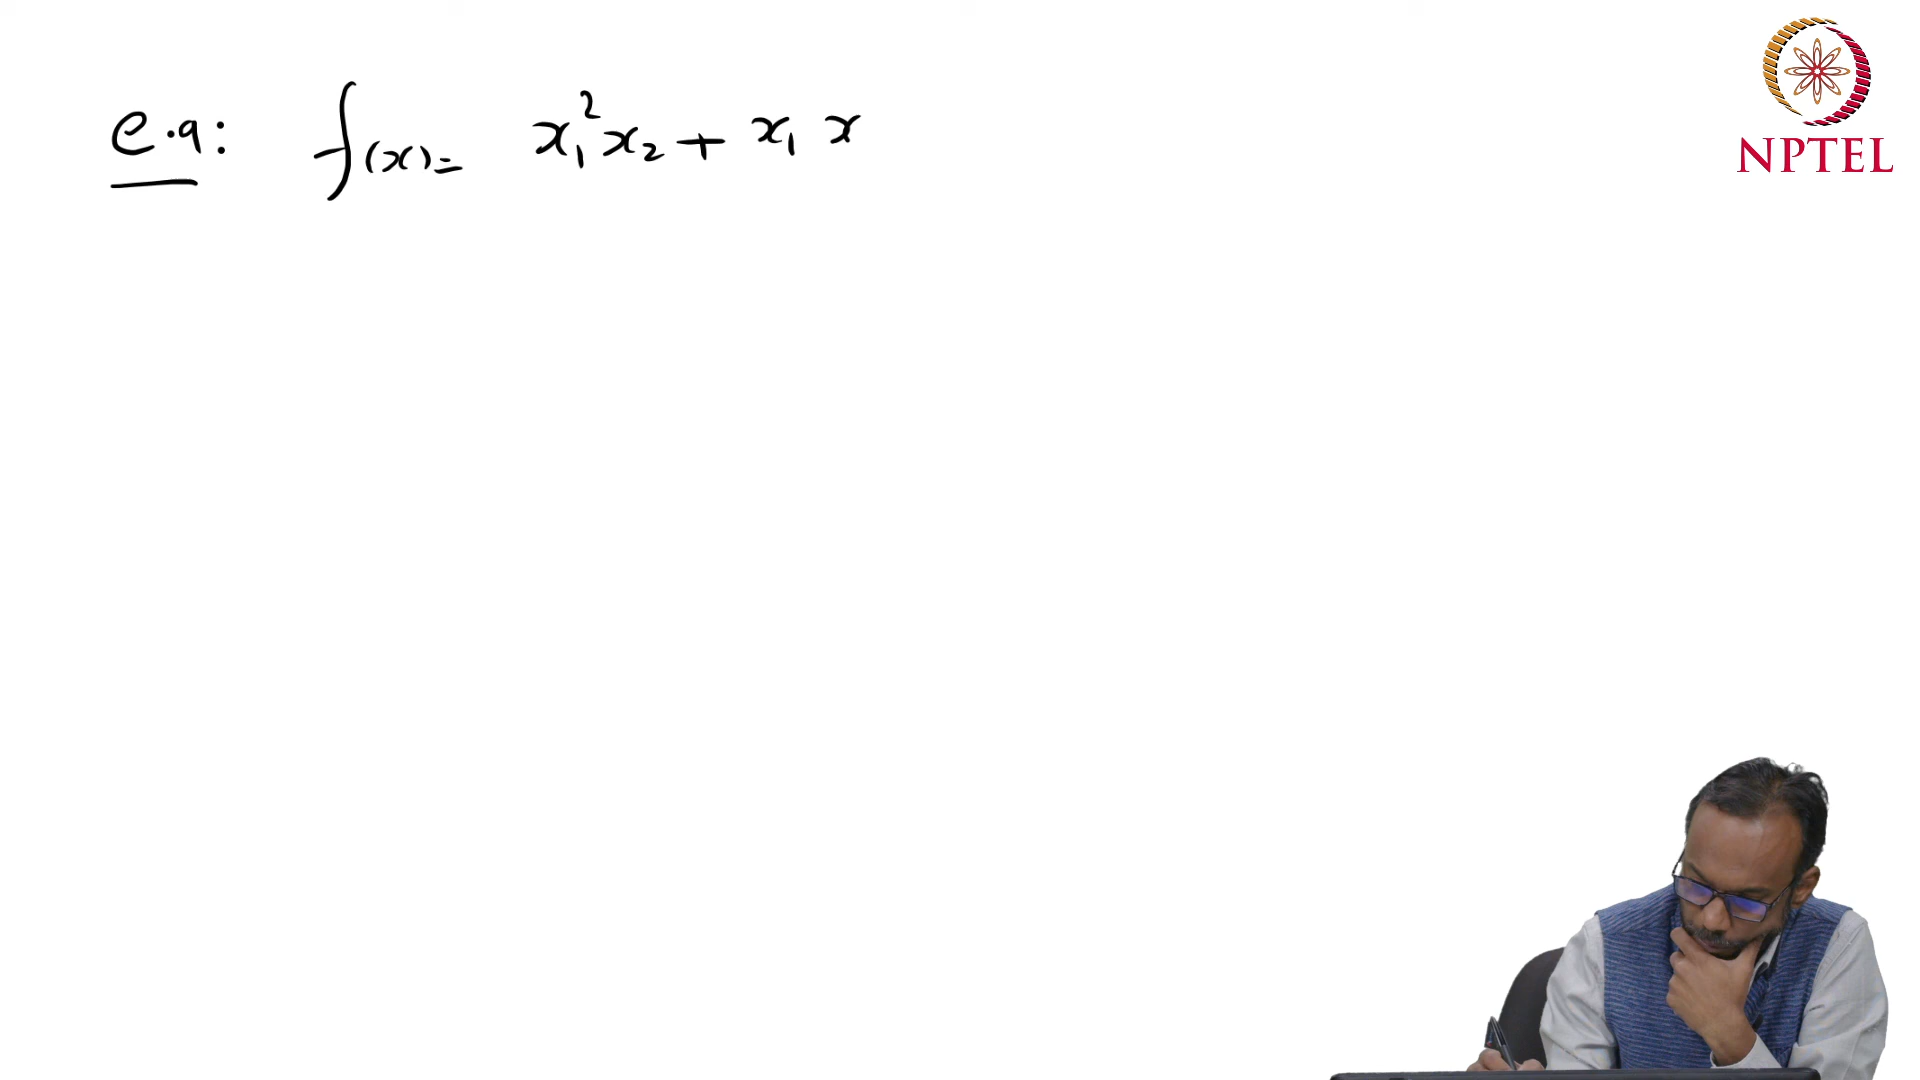 e.g: f(x) = x₁²x₂ + x₁ x
NPTEL